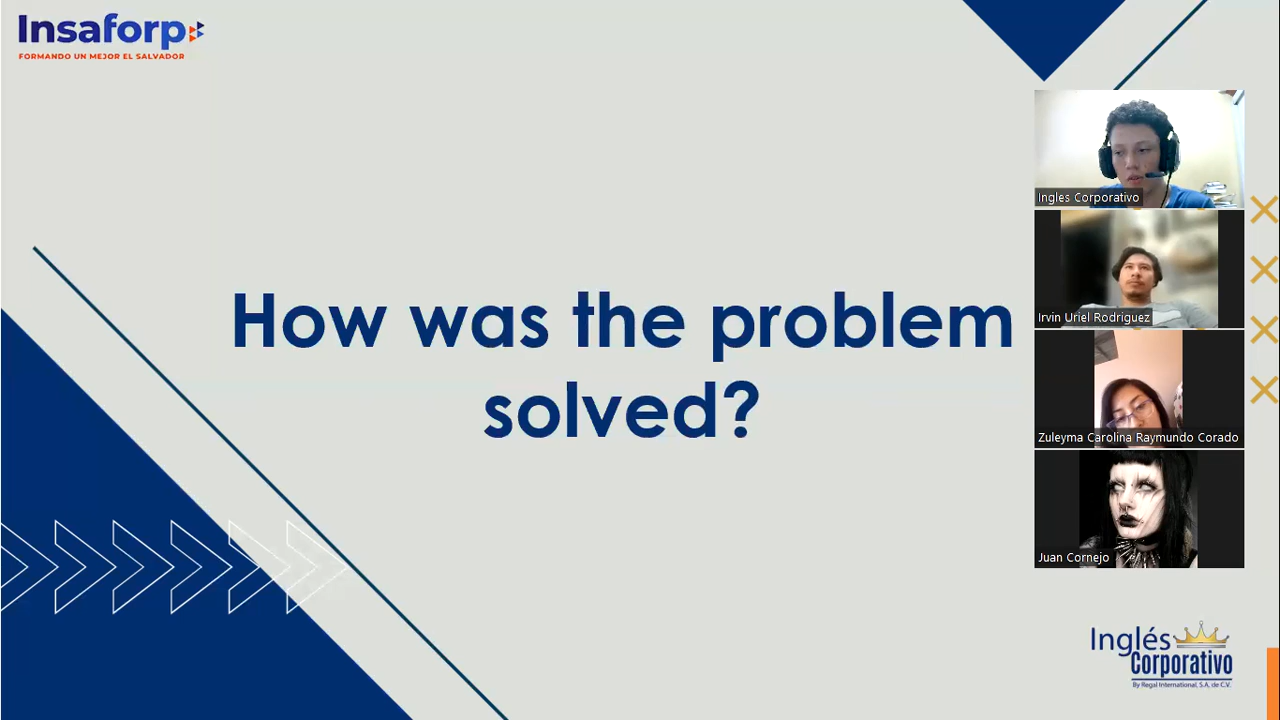 Insaforp
FORMANDO UN MEJOR EL SALVADOR
Ingles Corporativo
Irvin Uriel Rodriguez
How was the problem
solved?
Zuleyma Carolina Raymundo Corado
Juan Cornejo
Inglés
Corporativo
By Regal International, S.A. de C.V.